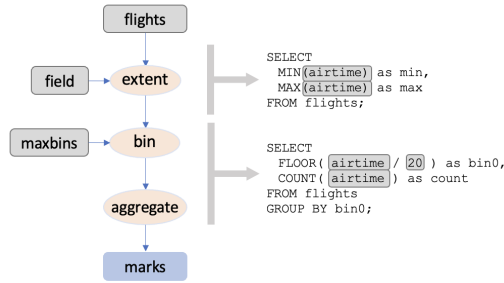 flights
field
extent
maxbins
bin
aggregate
marks
SELECT
MIN(airtime) as min,
MAX(airtime) as max
FROM flights;
SELECT
FLOOR( airtime / 20 ) as bin0,
COUNT( airtime ) as count
FROM flights
GROUP BY bin0;